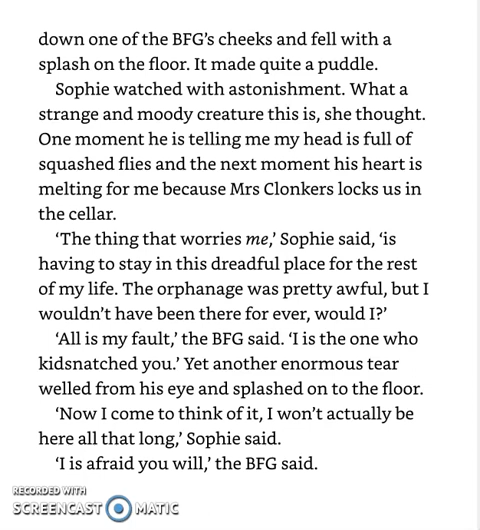 down one of the BFG's cheeks and fell with a
splash on the floor. It made quite a puddle.
Sophie watched with astonishment. What a
strange and moody creature this is, she thought.
One moment he is telling me my head is full of
squashed flies and the next moment his heart is
melting for me because Mrs Clonkers locks us in
the cellar.
‘The thing that worries me,’ Sophie said, ‘is
having to stay in this dreadful place for the rest
of my life. The orphanage was pretty awful, but I
wouldn't have been there for ever, would I?’
‘All is my fault,’ the BFG said. ‘I is the one who
kidsnatched you.’ Yet another enormous tear
welled from his eye and splashed on to the floor.
‘Now I come to think of it, I won't actually be
here all that long,’ Sophie said.
‘I is afraid you will,’ the BFG said.
RECORDED WITH
SCREENCAST MATIC